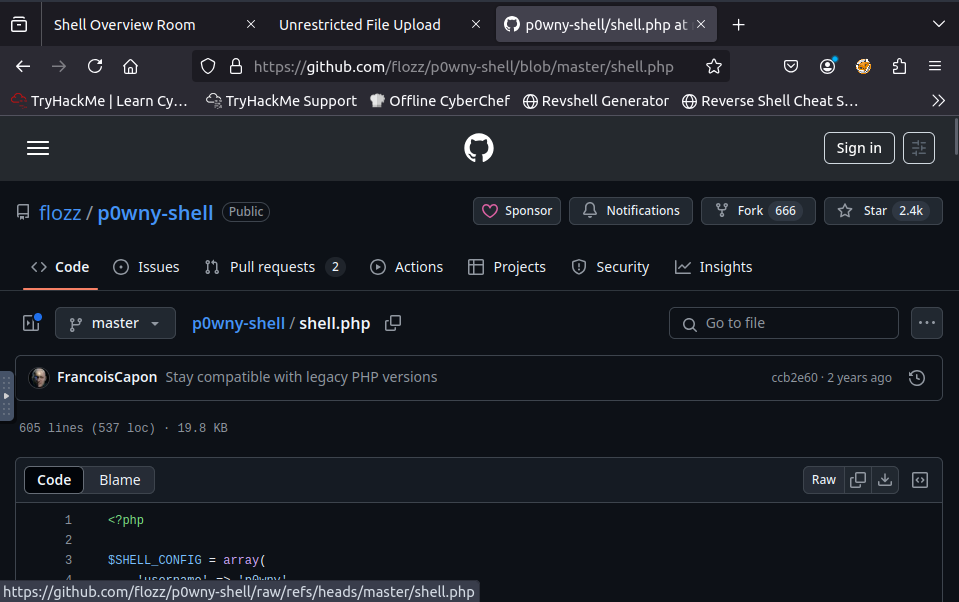 Shell Overview Room
Unrestricted File Upload
p0wny-shell/shell.php at
https://github.com/flozz/p0wny-shell/blob/master/shell.php
TryHackMe | Learn Cy…
TryHackMe Support
Offline CyberChef
Revshell Generator
Reverse Shell Cheat S…
Sign in
flozz / p0wny-shell Public
Sponsor
Notifications
Fork 666
Star 2.4k
Code
Issues
Pull requests 2
Actions
Projects
Security
Insights
master
p0wny-shell / shell.php
Go to file
FrancoisCapon Stay compatible with legacy PHP versions
ccb2e60 · 2 years ago
605 lines (537 loc) · 19.8 KB
Code Blame
Raw
1 <?php
2
3 $SHELL_CONFIG = array(
4 'username' => 'p0wny',
https://github.com/flozz/p0wny-shell/raw/refs/heads/master/shell.php